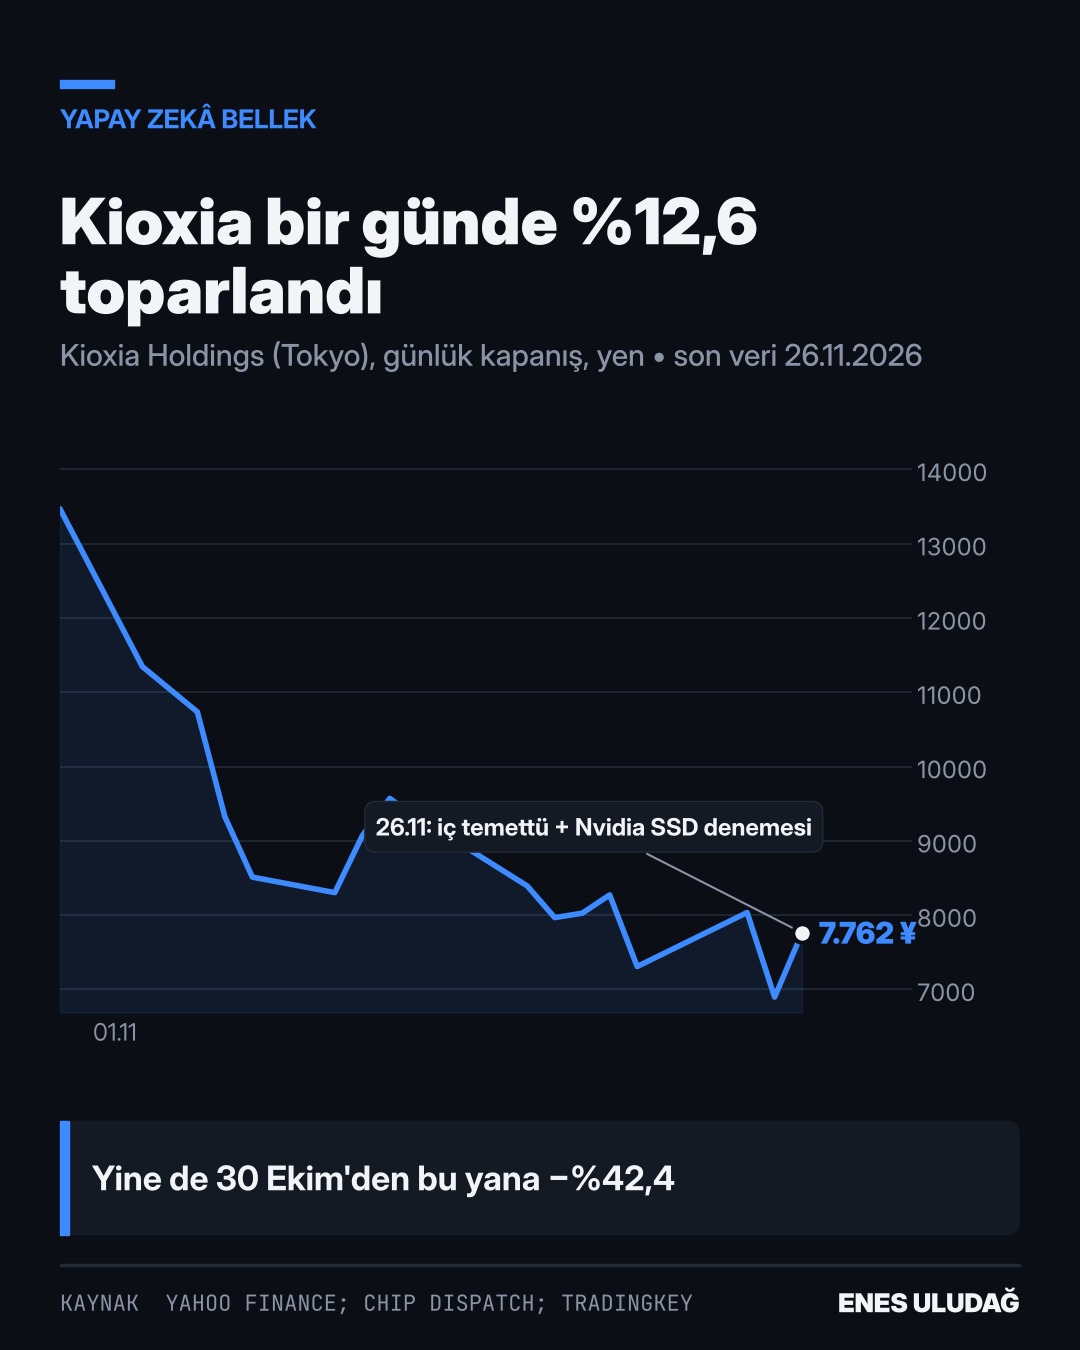 YAPAY ZEKÂ BELLEK
Kioxia bir günde %12,6
toparlandı
Kioxia Holdings (Tokyo), günlük kapanış, yen • son veri 26.11.2026
14000
13000
12000
11000
10000
26.11: iç temettü + Nvidia SSD denemesi
9000
8000
7.762 ¥
7000
01.11
Yine de 30 Ekim'den bu yana −%42,4
KAYNAK YAHOO FINANCE; CHIP DISPATCH; TRADINGKEY
ENES ULUDAĞ